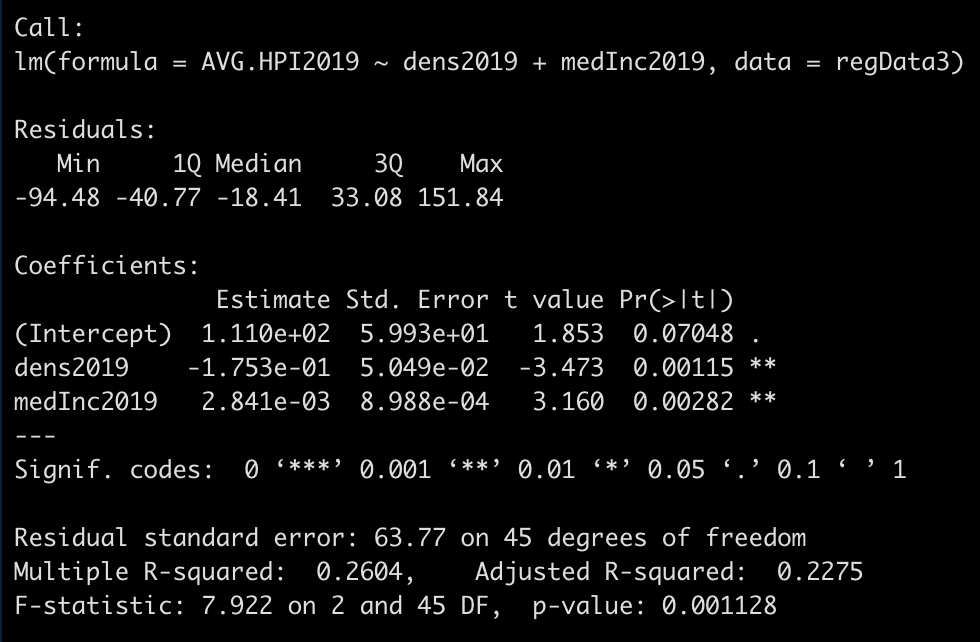 Call:
lm(formula = AVG.HPI2019 ~ dens2019 + medInc2019, data = regData3)
Residuals:
Min 1Q Median 3Q Max
-94.48 -40.77 -18.41 33.08 151.84
Coefficients:
Estimate Std. Error t value Pr(>|t|)
(Intercept) 1.110e+02 5.993e+01 1.853 0.07048 .
dens2019 -1.753e-01 5.049e-02 -3.473 0.00115 **
medInc2019 2.841e-03 8.988e-04 3.160 0.00282 **
---
Signif. codes: 0 ‘***’ 0.001 ‘**’ 0.01 ‘*’ 0.05 ‘.’ 0.1 ‘ ’ 1
Residual standard error: 63.77 on 45 degrees of freedom
Multiple R-squared: 0.2604, Adjusted R-squared: 0.2275
F-statistic: 7.922 on 2 and 45 DF, p-value: 0.001128